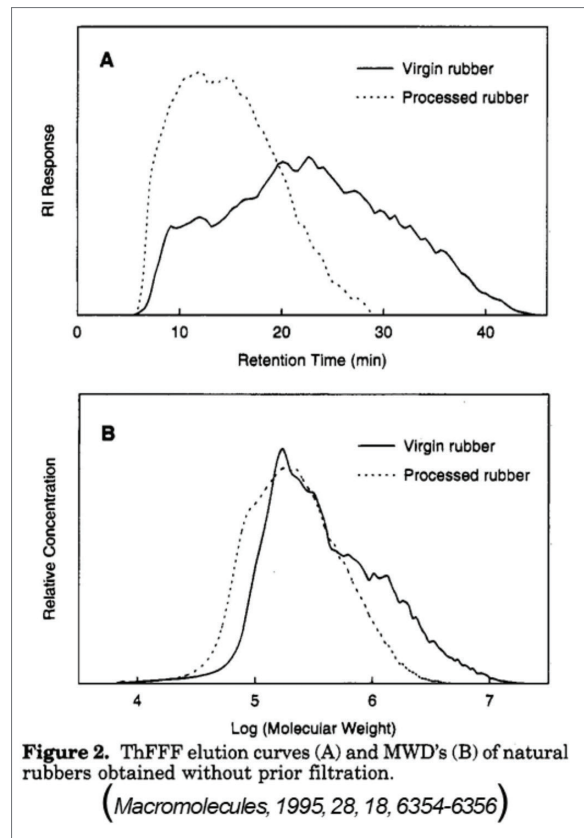 A
Virgin rubber
Processed rubber
RI Response
0 10 20 30 40
Retention Time (min)
B
Virgin rubber
Processed rubber
Relative Concentration
4 5 6 7
Log (Molecular Weight)
Figure 2. ThFFF elution curves (A) and MWD's (B) of natural
rubbers obtained without prior filtration.
(Macromolecules, 1995, 28, 18, 6354-6356)